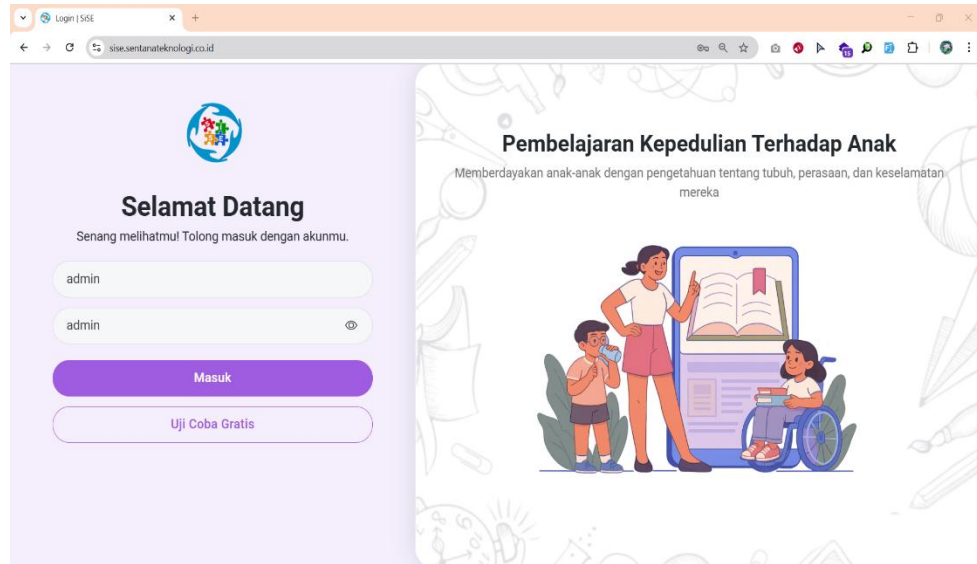 Login | SiSE
sise.sentanateknologi.co.id
15
Selamat Datang
Senang melihatmu! Tolong masuk dengan akunmu.
admin
admin
Masuk
Uji Coba Gratis
Pembelajaran Kepedulian Terhadap Anak
Memberdayakan anak-anak dengan pengetahuan tentang tubuh, perasaan, dan keselamatan
mereka